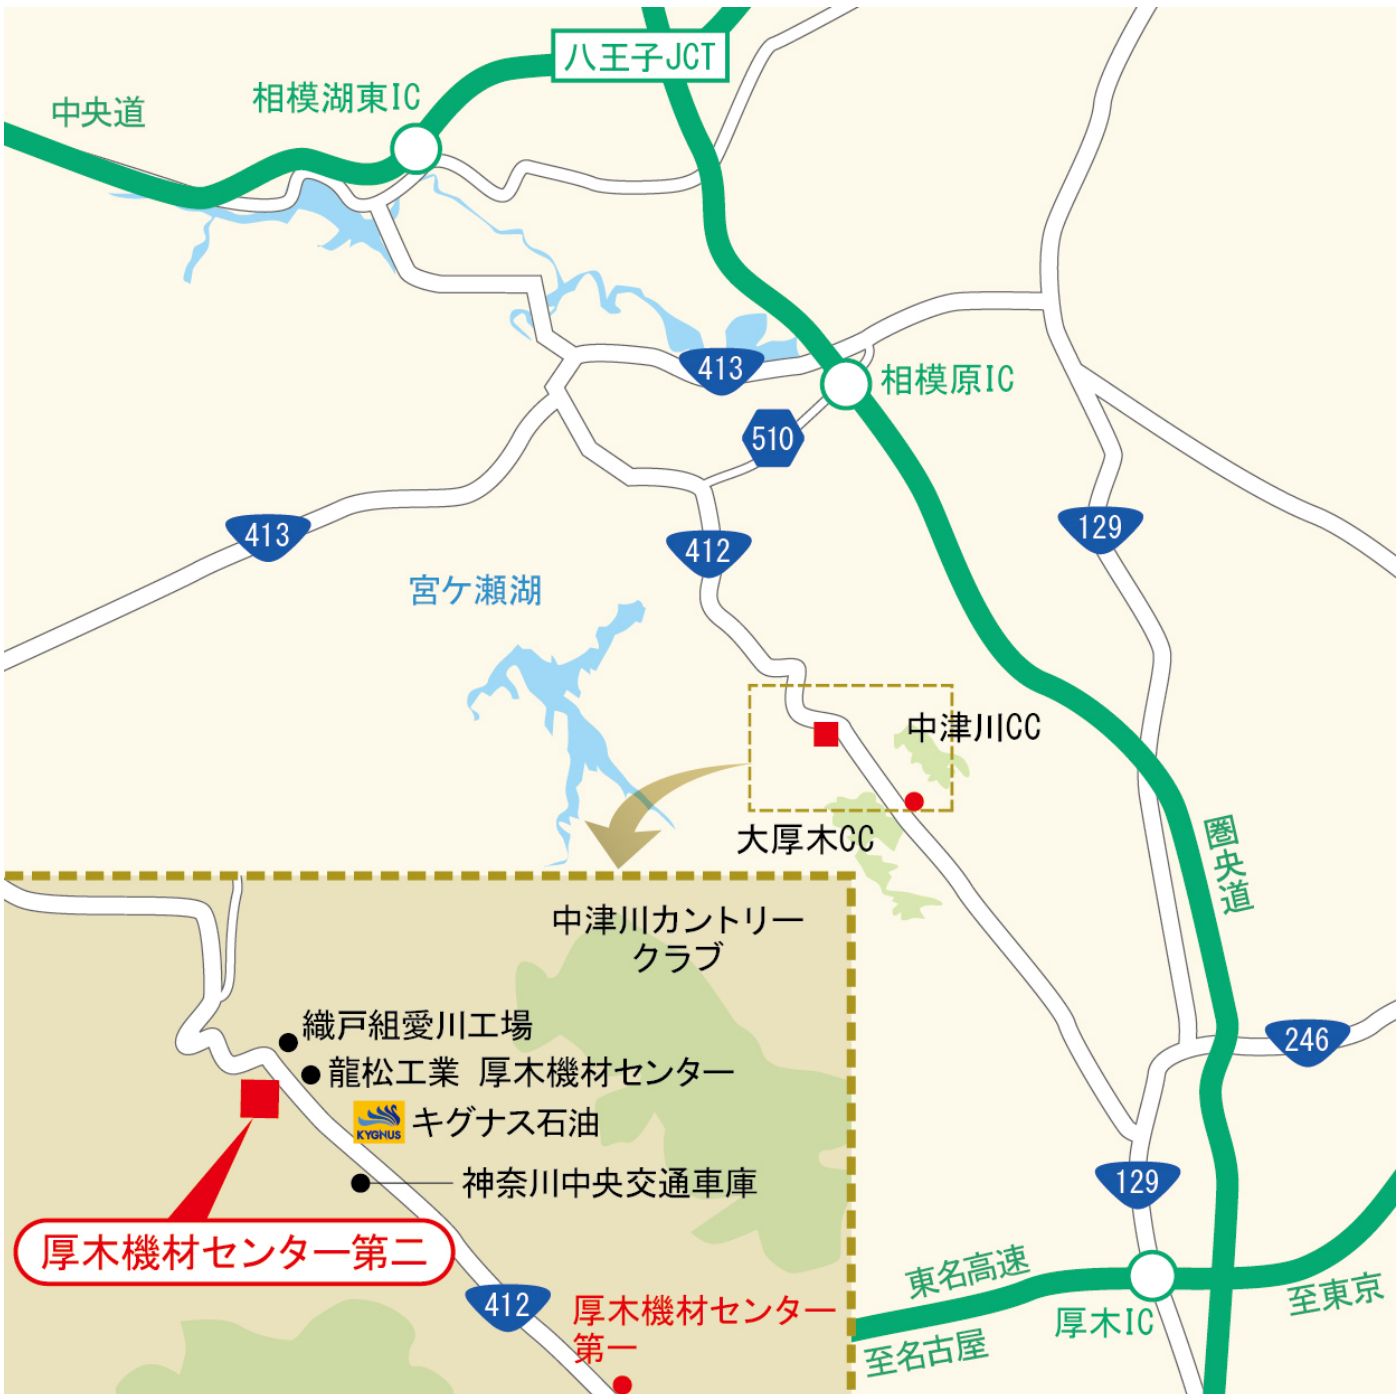 八王子JCT
相模湖東IC
中央道
413
相模原IC
510
413
412
129
宮ケ瀬湖
中津川CC
大厚木CC
圏央道
中津川カントリー
クラブ
織戸組愛川工場
246
龍松工業 厚木機材センター
KYGNUS
キグナス石油
神奈川中央交通車庫
129
厚木機材センター第二
東名高速
至東京
412
厚木機材センター
第一
厚木IC
至名古屋